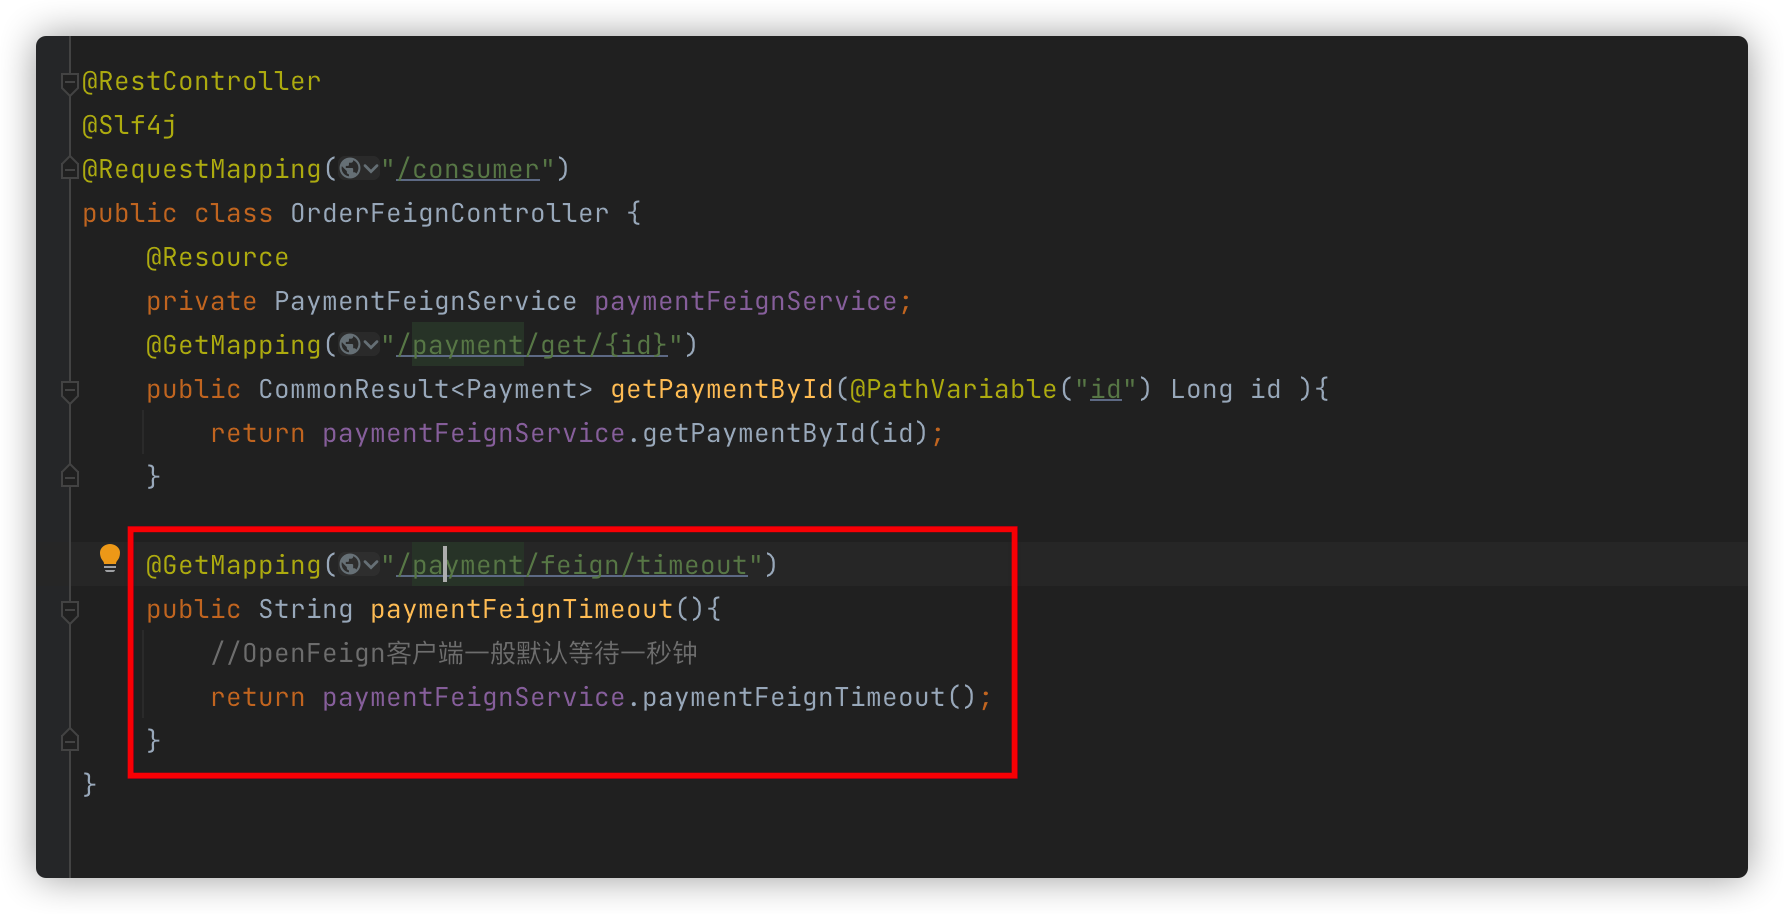 @RestController
@Slf4j
@RequestMapping("/consumer")
public class OrderFeignController {
@Resource
private PaymentFeignService paymentFeignService;
@GetMapping("/payment/get/{id}")
public CommonResult<Payment> getPaymentById(@PathVariable("id") Long id ){
return paymentFeignService.getPaymentById(id);
}
@GetMapping("/payment/feign/timeout")
public String paymentFeignTimeout(){
//OpenFeign客户端一般默认等待一秒钟
return paymentFeignService.paymentFeignTimeout();
}
}